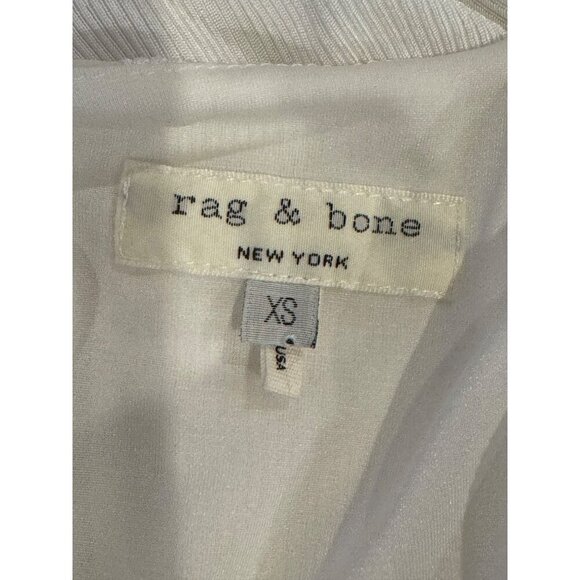 rag & bone
NEW YORK
XS
USA